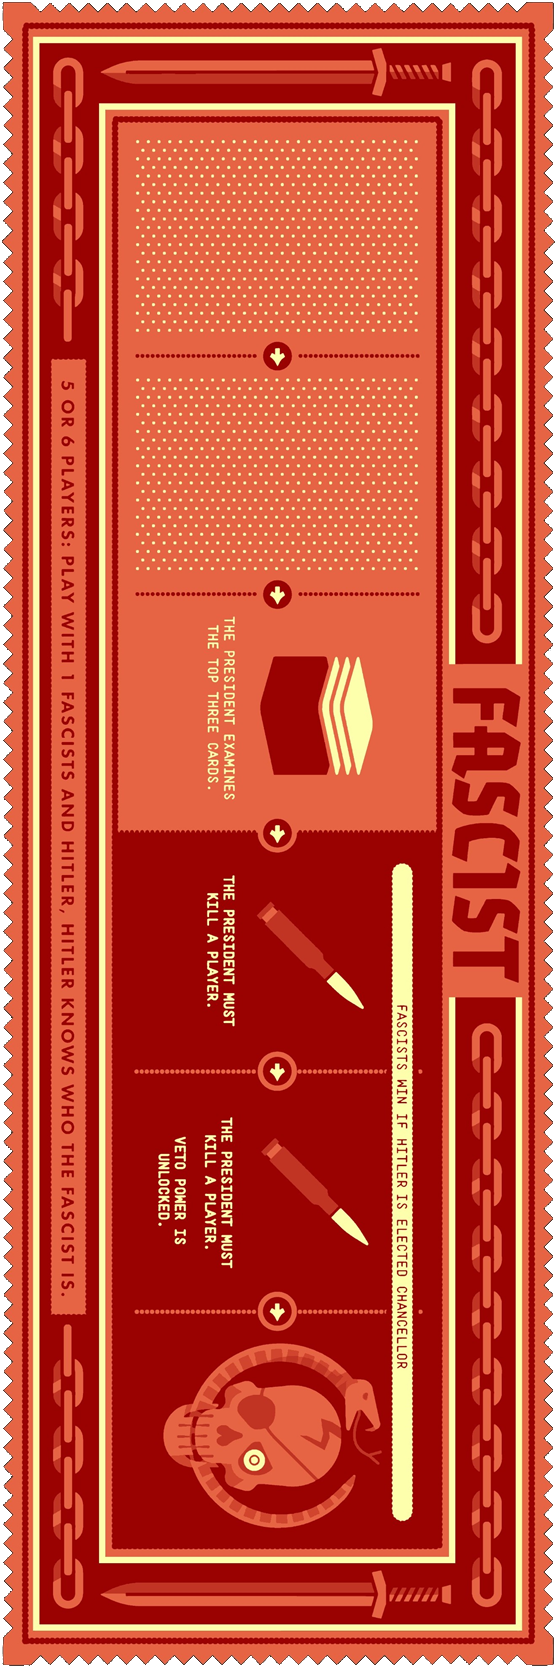 FASCIST
FASCISTS WIN IF HITLER IS ELECTED CHANCELLOR
THE PRESIDENT EXAMINES
THE TOP THREE CARDS.
THE PRESIDENT MUST
KILL A PLAYER.
THE PRESIDENT MUST
KILL A PLAYER.
VETO POWER IS
UNLOCKED.
5 OR 6 PLAYERS: PLAY WITH 1 FASCISTS AND HITLER, HITLER KNOWS WHO THE FASCIST IS.